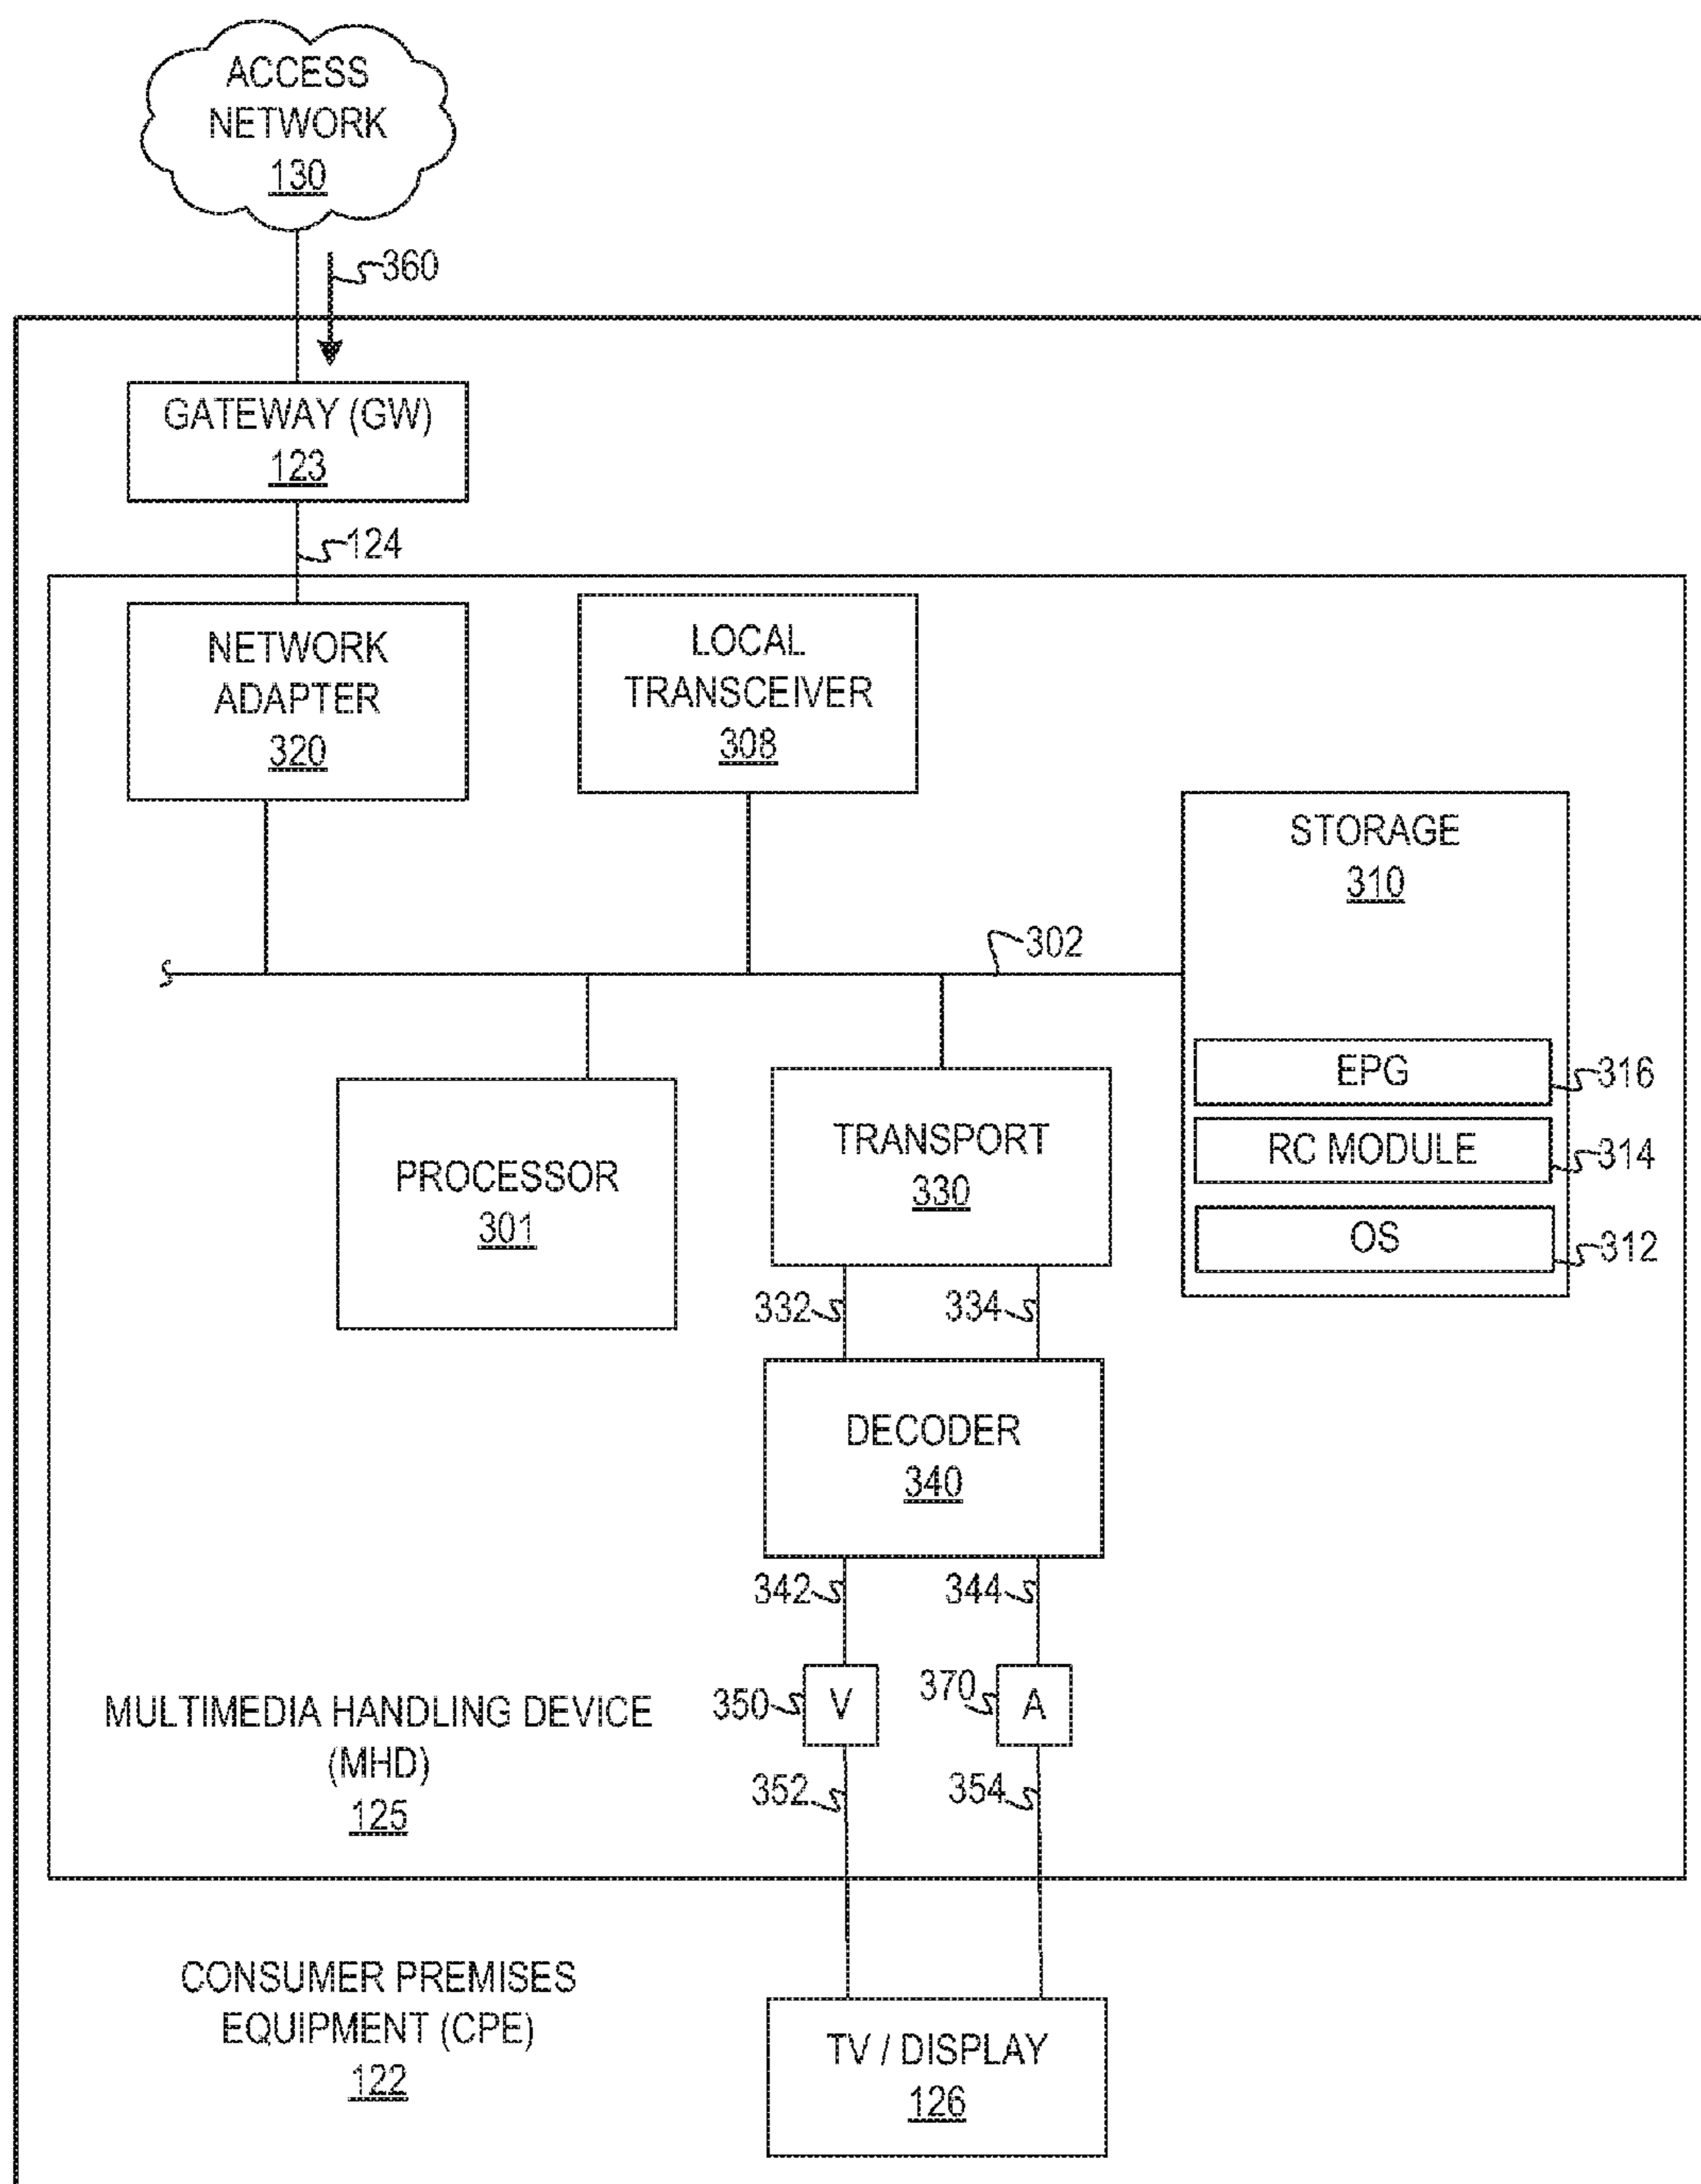 ACCESS
NETWORK
130
360
GATEWAY (GW)
123
124
NETWORK
ADAPTER
320
LOCAL
TRANSCEIVER
308
STORAGE
310
302
EPG
316
RC MODULE
314
OS
312
PROCESSOR
301
TRANSPORT
330
332
334
DECODER
340
342
344
350
V
370
A
352
354
MULTIMEDIA HANDLING DEVICE
(MHD)
125
CONSUMER PREMISES
EQUIPMENT (CPE)
122
TV / DISPLAY
126